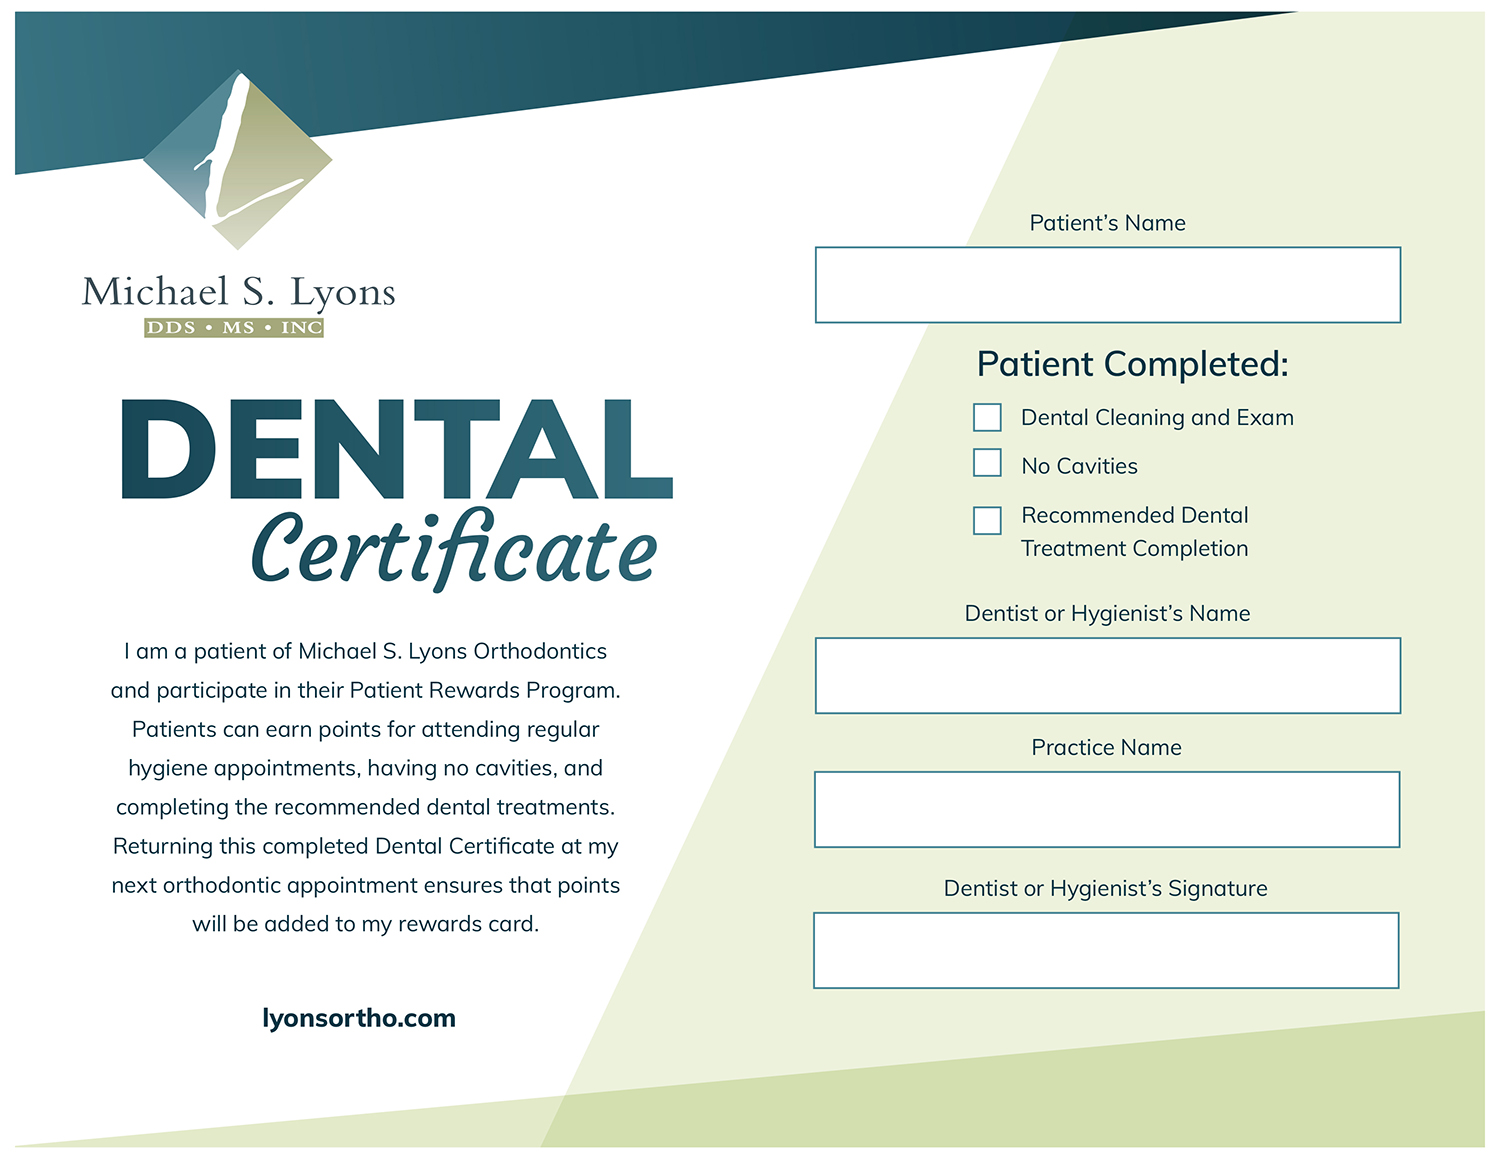 Michael S. Lyons
DDS • MS • INC
DENTAL
Certificate
I am a patient of Michael S. Lyons Orthodontics
and participate in their Patient Rewards Program.
Patients can earn points for attending regular
hygiene appointments, having no cavities, and
completing the recommended dental treatments.
Returning this completed Dental Certificate at my
next orthodontic appointment ensures that points
will be added to my rewards card.
lyonsortho.com
Patient’s Name
Patient Completed:
Dental Cleaning and Exam
No Cavities
Recommended Dental
Treatment Completion
Dentist or Hygienist’s Name
Practice Name
Dentist or Hygienist’s Signature